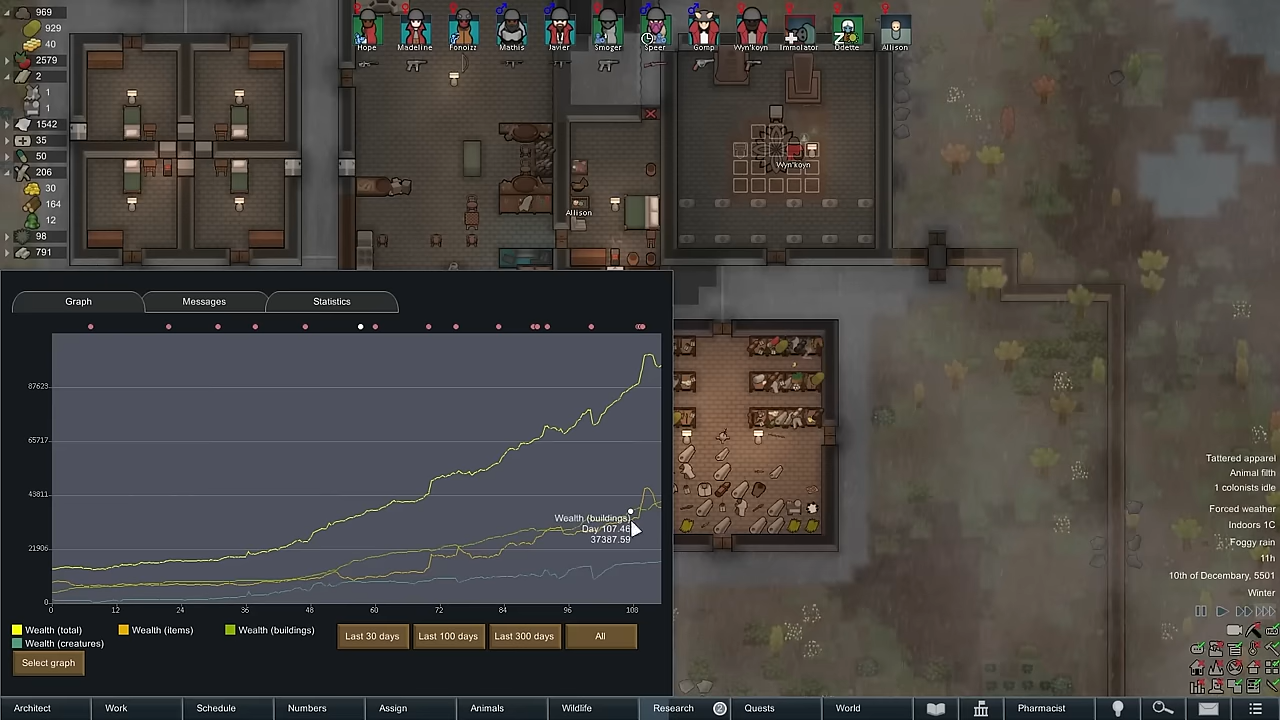 969
929
40
2579
2
1
1
1542
35
50
206
30
164
12
98
791
Hope
Madeline
Fonoizz
Mathis
Javier
Smoger
Speer
Gomp
Wyn'koyn
Immolator
Odette
Allison
Wyn'koyn
Allison
Graph
Messages
Statistics
87623
65717
43811
21906
0
Wealth (buildings)
Day 107.46
37387.59
0
12
24
36
48
60
72
84
96
108
Wealth (total)
Wealth (items)
Wealth (buildings)
Wealth (creatures)
Last 30 days
Last 100 days
Last 300 days
All
Select graph
Tattered apparel
Animal filth
1 colonists idle
Forced weather
Indoors 1C
Foggy rain
11h
10th of Decembary, 5501
Winter
Architect
Work
Schedule
Numbers
Assign
Animals
Wildlife
Research
2
Quests
World
Pharmacist